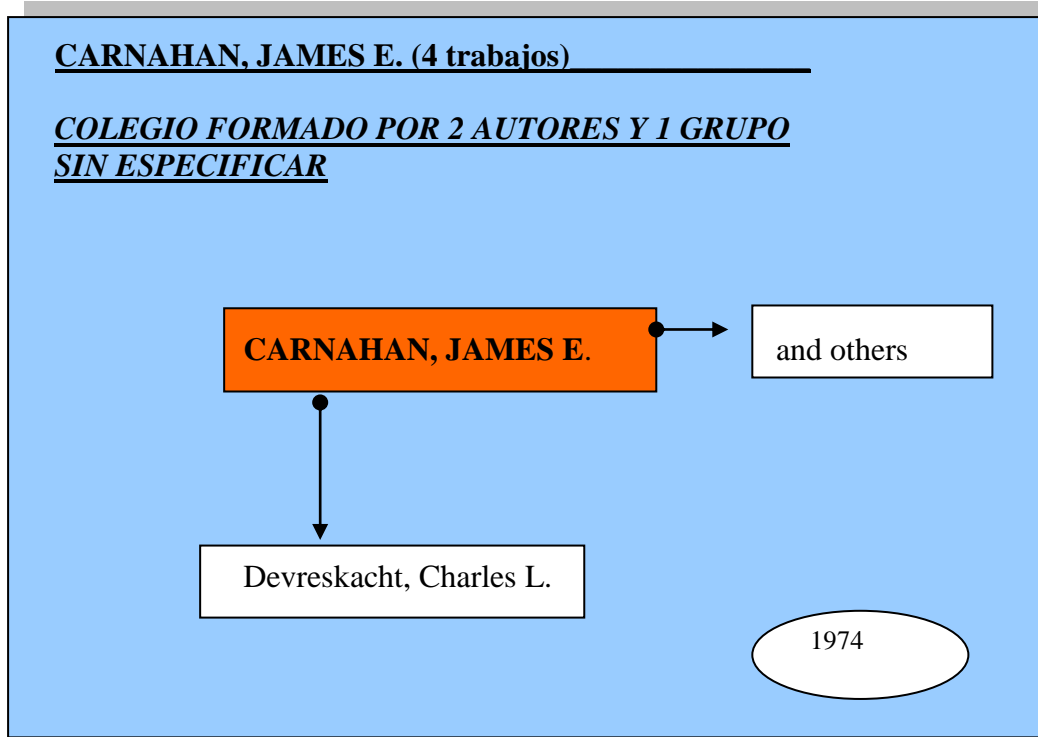 CARNAHAN, JAMES E. (4 trabajos)
COLEGIO FORMADO POR 2 AUTORES Y 1 GRUPO
SIN ESPECIFICAR
CARNAHAN, JAMES E.
and others
Devreskacht, Charles L.
1974